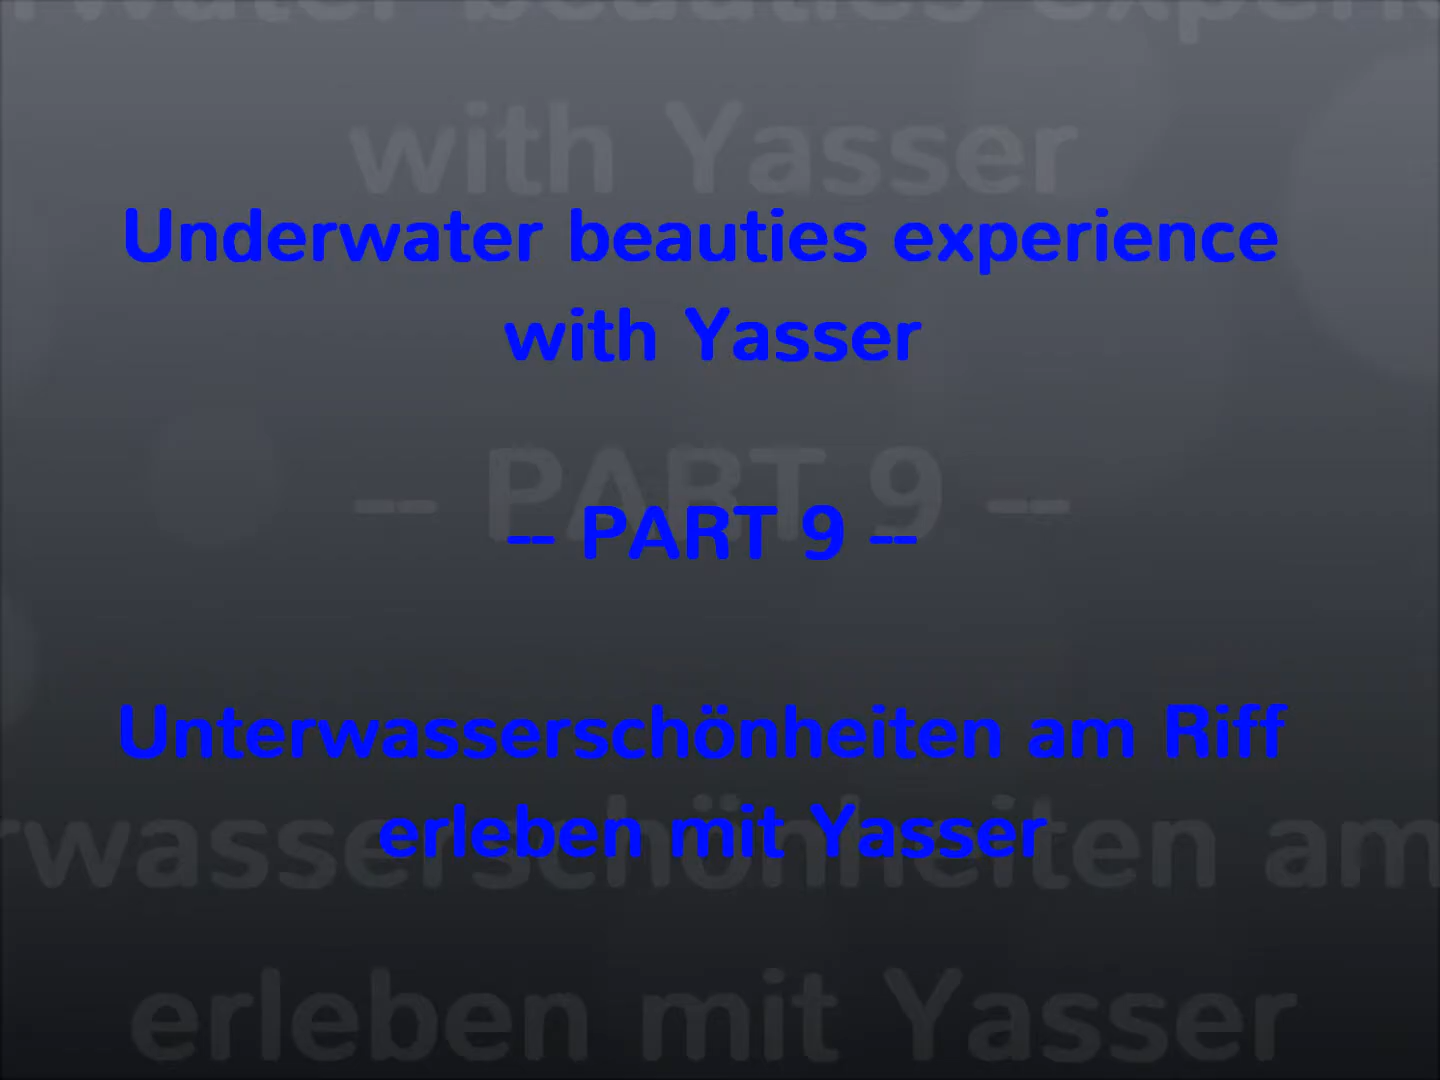 Underwater beauties experience
with Yasser
-- PART 9 --
Unterwasserschönheiten am Riff
erleben mit Yasser